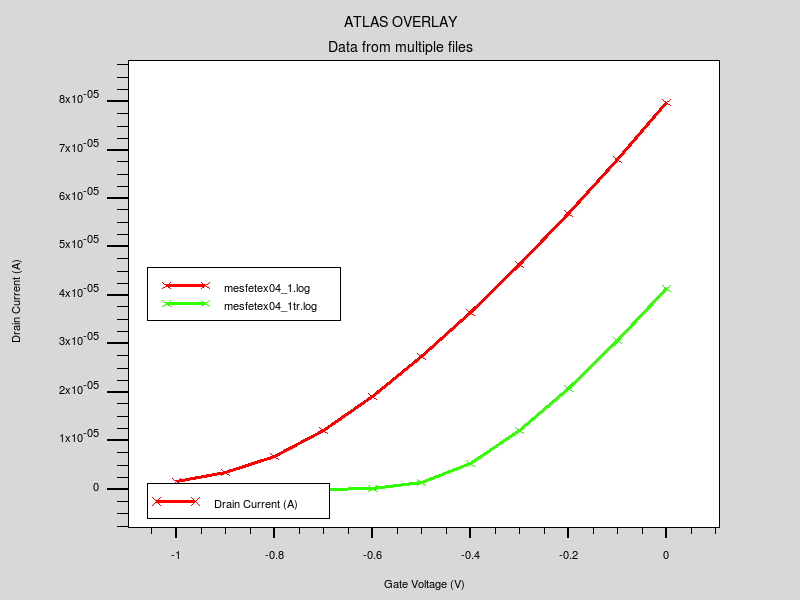 ATLAS OVERLAY
Data from multiple files
8x10-05
7x10-05
6x10-05
5x10-05
4x10-05
3x10-05
2x10-05
1x10-05
0
Drain Current (A)
mesfetex04_1.log
mesfetex04_1tr.log
Drain Current (A)
-1 -0.8 -0.6 -0.4 -0.2 0
Gate Voltage (V)